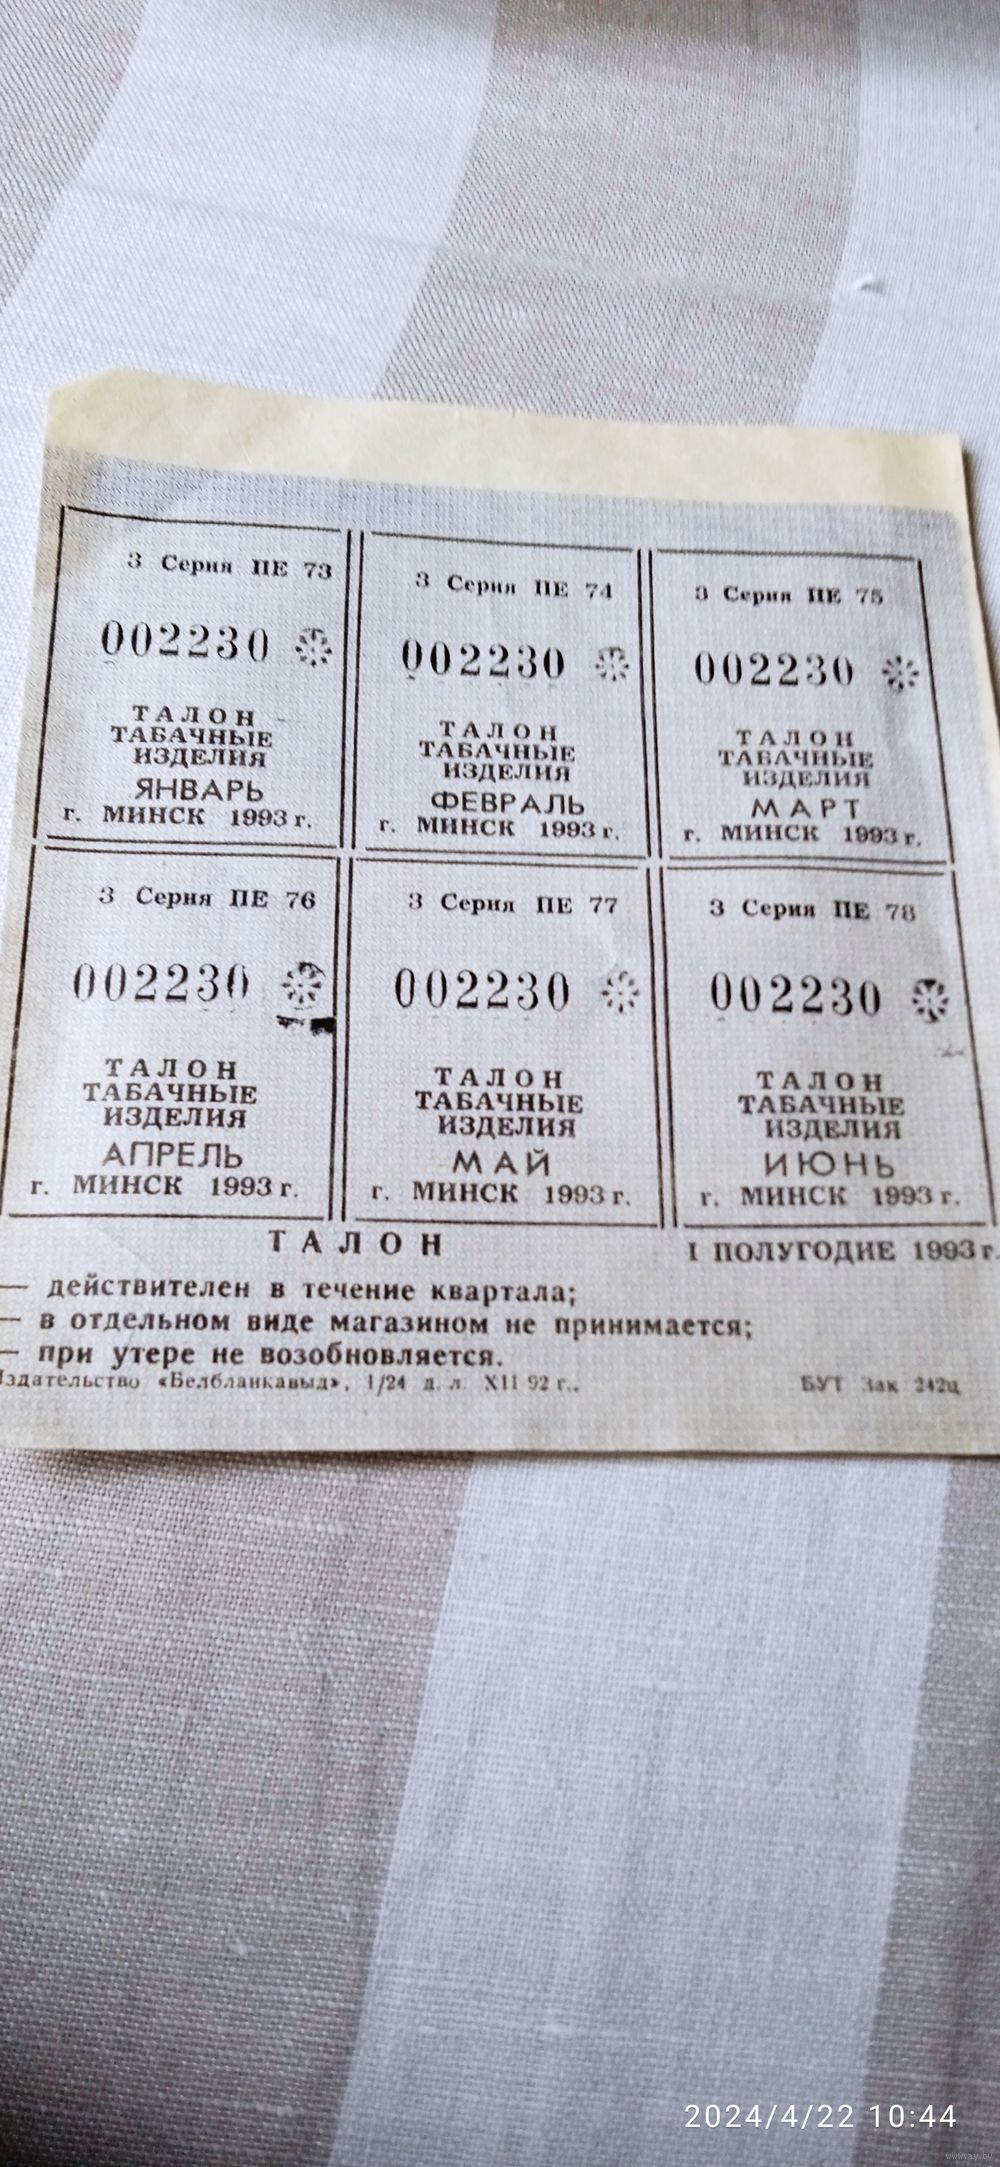 3 Серия ПЕ 73
002230
ТАЛОН
ТАБАЧНЫЕ
ИЗДЕЛИЯ
ЯНВАРЬ
г. МИНСК 1993 г.
3 Серия ПЕ 74
002230
ТАЛОН
ТАБАЧНЫЕ
ИЗДЕЛИЯ
ФЕВРАЛЬ
г. МИНСК 1993 г.
3 Серия ПЕ 75
002230
ТАЛОН
ТАБАЧНЫЕ
ИЗДЕЛИЯ
МАРТ
г. МИНСК 1993 г.
3 Серия ПЕ 76
002230
ТАЛОН
ТАБАЧНЫЕ
ИЗДЕЛИЯ
АПРЕЛЬ
г. МИНСК 1993 г.
3 Серия ПЕ 77
002230
ТАЛОН
ТАБАЧНЫЕ
ИЗДЕЛИЯ
МАЙ
г. МИНСК 1993 г.
3 Серия ПЕ 78
002230
ТАЛОН
ТАБАЧНЫЕ
ИЗДЕЛИЯ
ИЮНЬ
г. МИНСК 1993 г.
ТАЛОН
I ПОЛУГОДИЕ 1993 г.
— действителен в течение квартала;
— в отдельном виде магазином не принимается;
— при утере не возобновляется.
Издательство «Белбланкавыд», 1/24 д. л. XII 92 г..
БУТ Зак 242ц
2024/4/22 10:44
www.ay.by